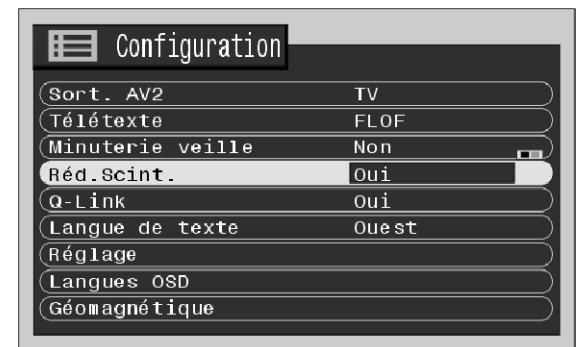 Configuration
Sort. AV2 TV
Télétexte FLOF
Minuterie veille Non
Réd.Scint. Oui
Q-Link Oui
Langue de texte Ouest
Réglage
Langues OSD
Géomagnétique